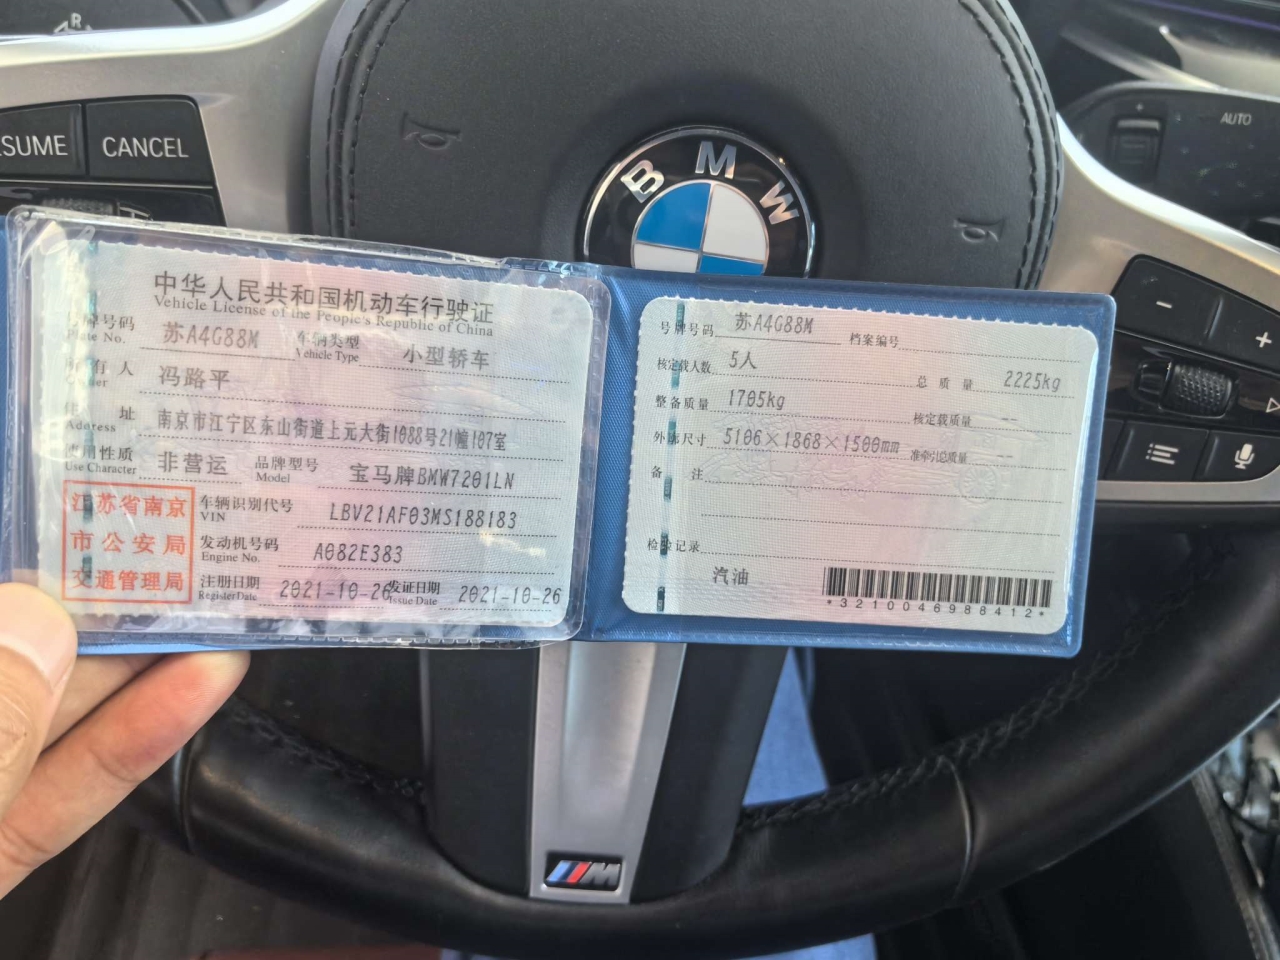 R
SUME
CANCEL
BMW
AUTO
中华人民共和国机动车行驶证
Vehicle License of the People's Republic of China
号牌号码 苏A4G88M 车辆类型 小型轿车
Plate No. Vehicle Type
所有人 冯路平
Owner
住址 南京市江宁区东山街道上元大街1088号21幢107室
Address
使用性质 非营运 品牌型号 宝马牌BMW7201LN
Use Character Model
江苏省南京
市公安局
交通管理局
车辆识别代号 LBV21AF03MS188183
VIN
发动机号码 A082E383
Engine No.
注册日期 2021-10-26 发证日期 2021-10-26
Register Date Issue Date
号牌号码 苏A4G88M 档案编号
核定载人数 5人 总质量 2225kg
整备质量 1705kg 核定载质量 --
外廓尺寸 5106×1868×1500mm 准牵引总质量 --
备注
检验记录
汽油
*3210046988412*
M